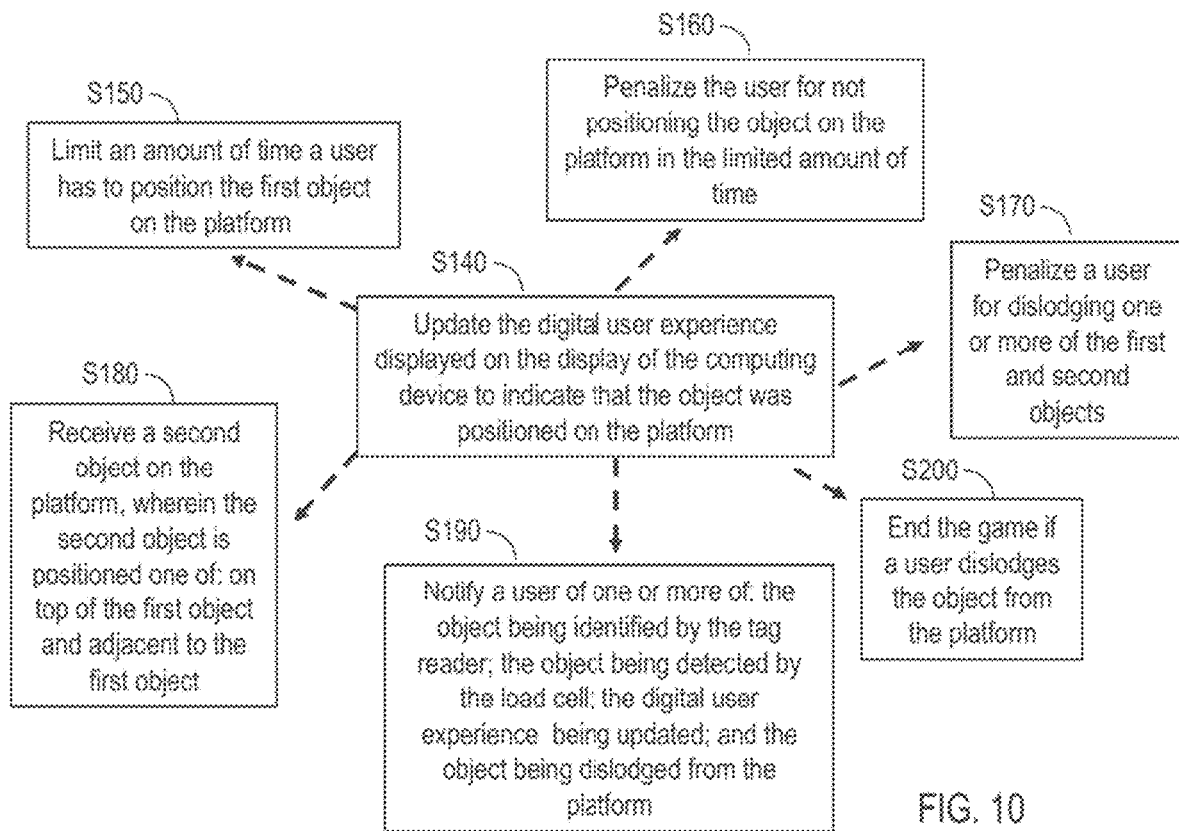 S160
Penalize the user for not
positioning the object on the
platform in the limited amount of
time
S150
Limit an amount of time a user
has to position the first object
on the platform
S170
Penalize a user
for dislodging one
or more of the first
and second
objects
S140
Update the digital user experience
displayed on the display of the computing
device to indicate that the object was
positioned on the platform
S180
Receive a second
object on the
platform, wherein the
second object is
positioned one of: on
top of the first object
and adjacent to the
first object
S200
End the game if
a user dislodges
the object from
the platform
S190
Notify a user of one or more of: the
object being identified by the tag
reader; the object being detected by
the load cell; the digital user
experience being updated; and the
object being dislodged from the
platform
FIG. 10